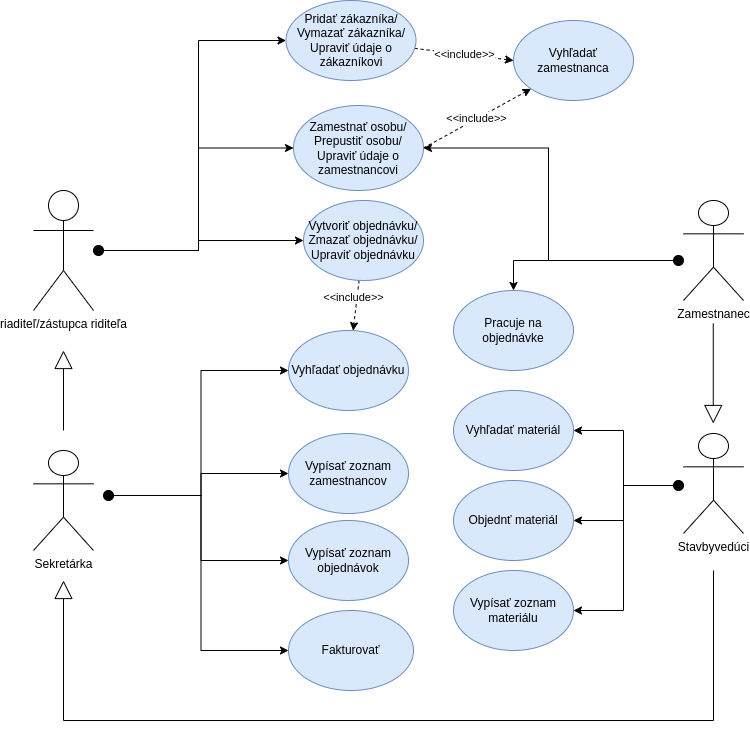 Pridať zákazníka/
Vymazať zákazníka/
Upraviť údaje o
zákazníkovi
<<include>>
Vyhľadať
zamestnanca
<<include>>
Zamestnať osobu/
Prepustiť osobu/
Upraviť údaje o
zamestnancovi
Vytvoriť objednávku/
Zmazať objednávku/
Upraviť objednávku
<<include>>
riaditeľ/zástupca riditeľa
Zamestnanec
Pracuje na
objednávke
Vyhľadať objednávku
Vyhľadať materiál
Vypísať zoznam
zamestnancov
Objednť materiál
Sekretárka
Stavbyvedúci
Vypísať zoznam
objednávok
Vypísať zoznam
materiálu
Fakturovať